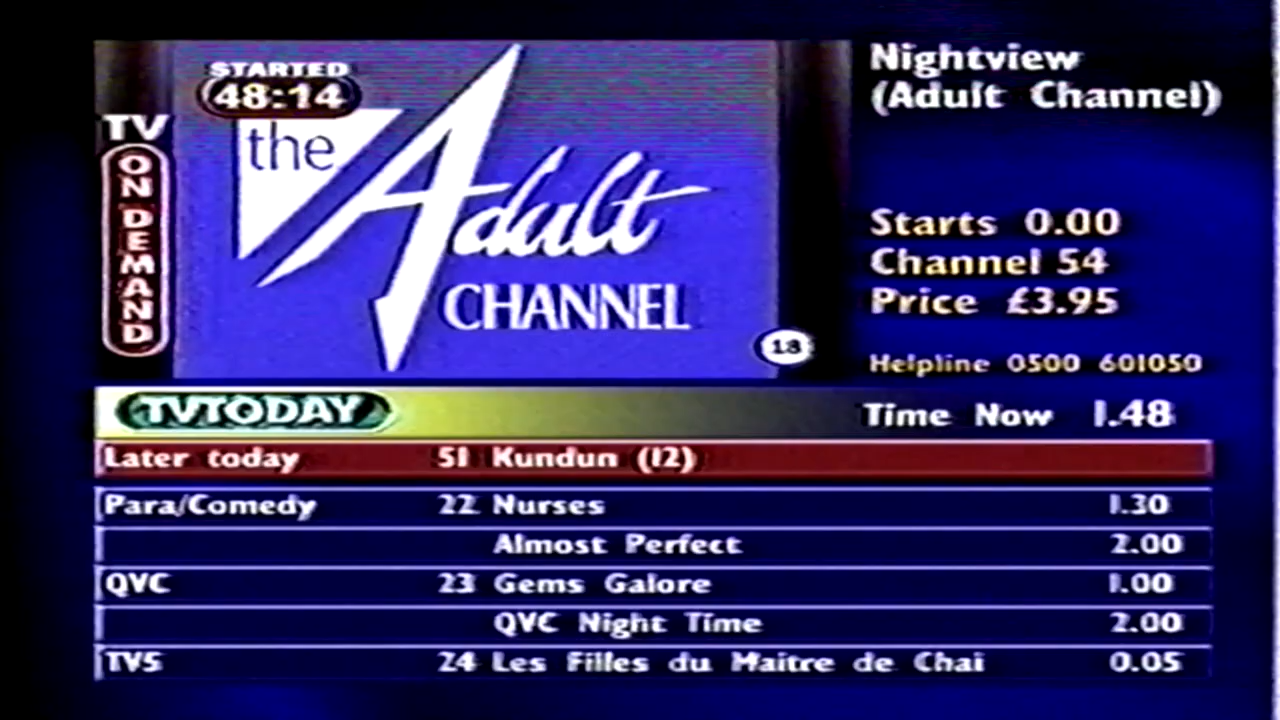 STARTED
48:14
TV
ON DEMAND
the Adult
CHANNEL
18
Nightview
(Adult Channel)
Starts 0.00
Channel 54
Price £3.95
Helpline 0500 601050
TVTODAY
Time Now 1.48
Later today 51 Kundun (12)
Para/Comedy 22 Nurses 1.30
Almost Perfect 2.00
QVC 23 Gems Galore 1.00
QVC Night Time 2.00
TV5 24 Les Filles du Maitre de Chai 0.05